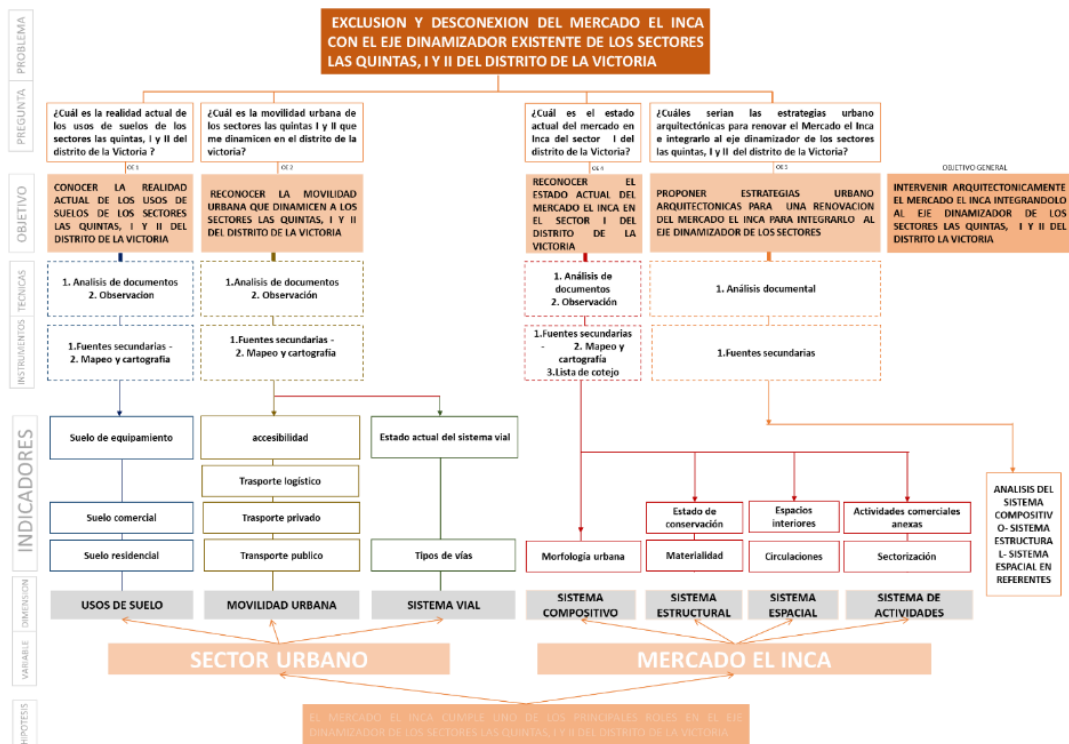 PROBLEMA
EXCLUSION Y DESCONEXION DEL MERCADO EL INCA
CON EL EJE DINAMIZADOR EXISTENTE DE LOS SECTORES
LAS QUINTAS, I Y II DEL DISTRITO DE LA VICTORIA
PREGUNTA
¿Cuál es la realidad actual de
los usos de suelos de los
sectores las quintas, I y II del
distrito de la Victoria ?
¿Cuál es la movilidad urbana de
los sectores las quintas I y II que
me dinamicen en el distrito de la
victoria?
¿Cuál es el estado
actual del mercado en
Inca del sector I del
distrito de la Victoria?
¿Cuáles serian las estrategias urbano
arquitectónicas para renovar el Mercado el Inca
e integrarlo al eje dinamizador de los sectores
las quintas, I y II del distrito de la Victoria?
OE 1
OE 2
OE 4
OE 3
OBJETIVO GENERAL
OBJETIVO
CONOCER LA REALIDAD
ACTUAL DE LOS USOS DE
SUELOS DE LOS SECTORES
LAS QUINTAS, I Y II DEL
DISTRITO DE LA VICTORIA
RECONOCER LA MOVILIDAD
URBANA QUE DINAMICEN A LOS
SECTORES LAS QUINTAS, I Y II
DEL DISTRITO DE LA VICTORIA
RECONOCER EL
ESTADO ACTUAL DEL
MERCADO EL INCA EN
EL SECTOR I DEL
DISTRITO DE LA
VICTORIA
PROPONER ESTRATEGIAS URBANO
ARQUITECTONICAS PARA UNA RENOVACION
DEL MERCADO EL INCA PARA INTEGRARLO AL
EJE DINAMIZADOR DE LOS SECTORES
INTERVENIR ARQUITECTONICAMENTE
EL MERCADO EL INCA INTEGRANDOLO
AL EJE DINAMIZADOR DE LOS
SECTORES LAS QUINTAS, I Y II DEL
DISTRITO LA VICTORIA
TECNICAS
1. Analisis de documentos
2. Observacion
1.Analisis de documentos
2. Observación
1. Análisis de
documentos
2. Observación
1. Análisis documental
INSTRUMENTOS
1.Fuentes secundarias -
2. Mapeo y cartografia
1.Fuentes secundarias -
2. Mapeo y cartografia
1.Fuentes secundarias
- 2. Mapeo y
cartografía
3.Lista de cotejo
1.Fuentes secundarias
INDICADORES
Suelo de equipamiento
accesibilidad
Estado actual del sistema vial
Trasporte logístico
Suelo comercial
Trasporte privado
Estado de
conservación
Espacios
interiores
Actividades comerciales
anexas
Suelo residencial
Transporte publico
Tipos de vías
Morfología urbana
Materialidad
Circulaciones
Sectorización
ANALISIS DEL
SISTEMA
COMPOSITIV
O- SISTEMA
ESTRUCTURA
L- SISTEMA
ESPACIAL EN
REFERENTES
DIMENSION
USOS DE SUELO
MOVILIDAD URBANA
SISTEMA VIAL
SISTEMA
COMPOSITIVO
SISTEMA
ESTRUCTURAL
SISTEMA
ESPACIAL
SISTEMA DE
ACTIVIDADES
VARIABLE
SECTOR URBANO
MERCADO EL INCA
HIPOTESIS
EL MERCADO EL INCA CUMPLE UNO DE LOS PRINCIPALES ROLES EN EL EJE
DINAMIZADOR DE LOS SECTORES LAS QUINTAS, I Y II DEL DISTRITO DE LA VICTORIA